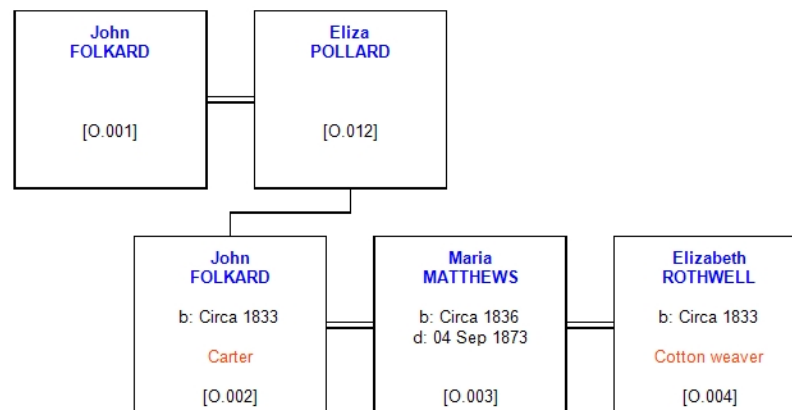 John
FOLKARD
[O.001]
Eliza
POLLARD
[O.012]
John
FOLKARD
b: Circa 1833
Carter
[O.002]
Maria
MATTHEWS
b: Circa 1836
d: 04 Sep 1873
[O.003]
Elizabeth
ROTHWELL
b: Circa 1833
Cotton weaver
[O.004]